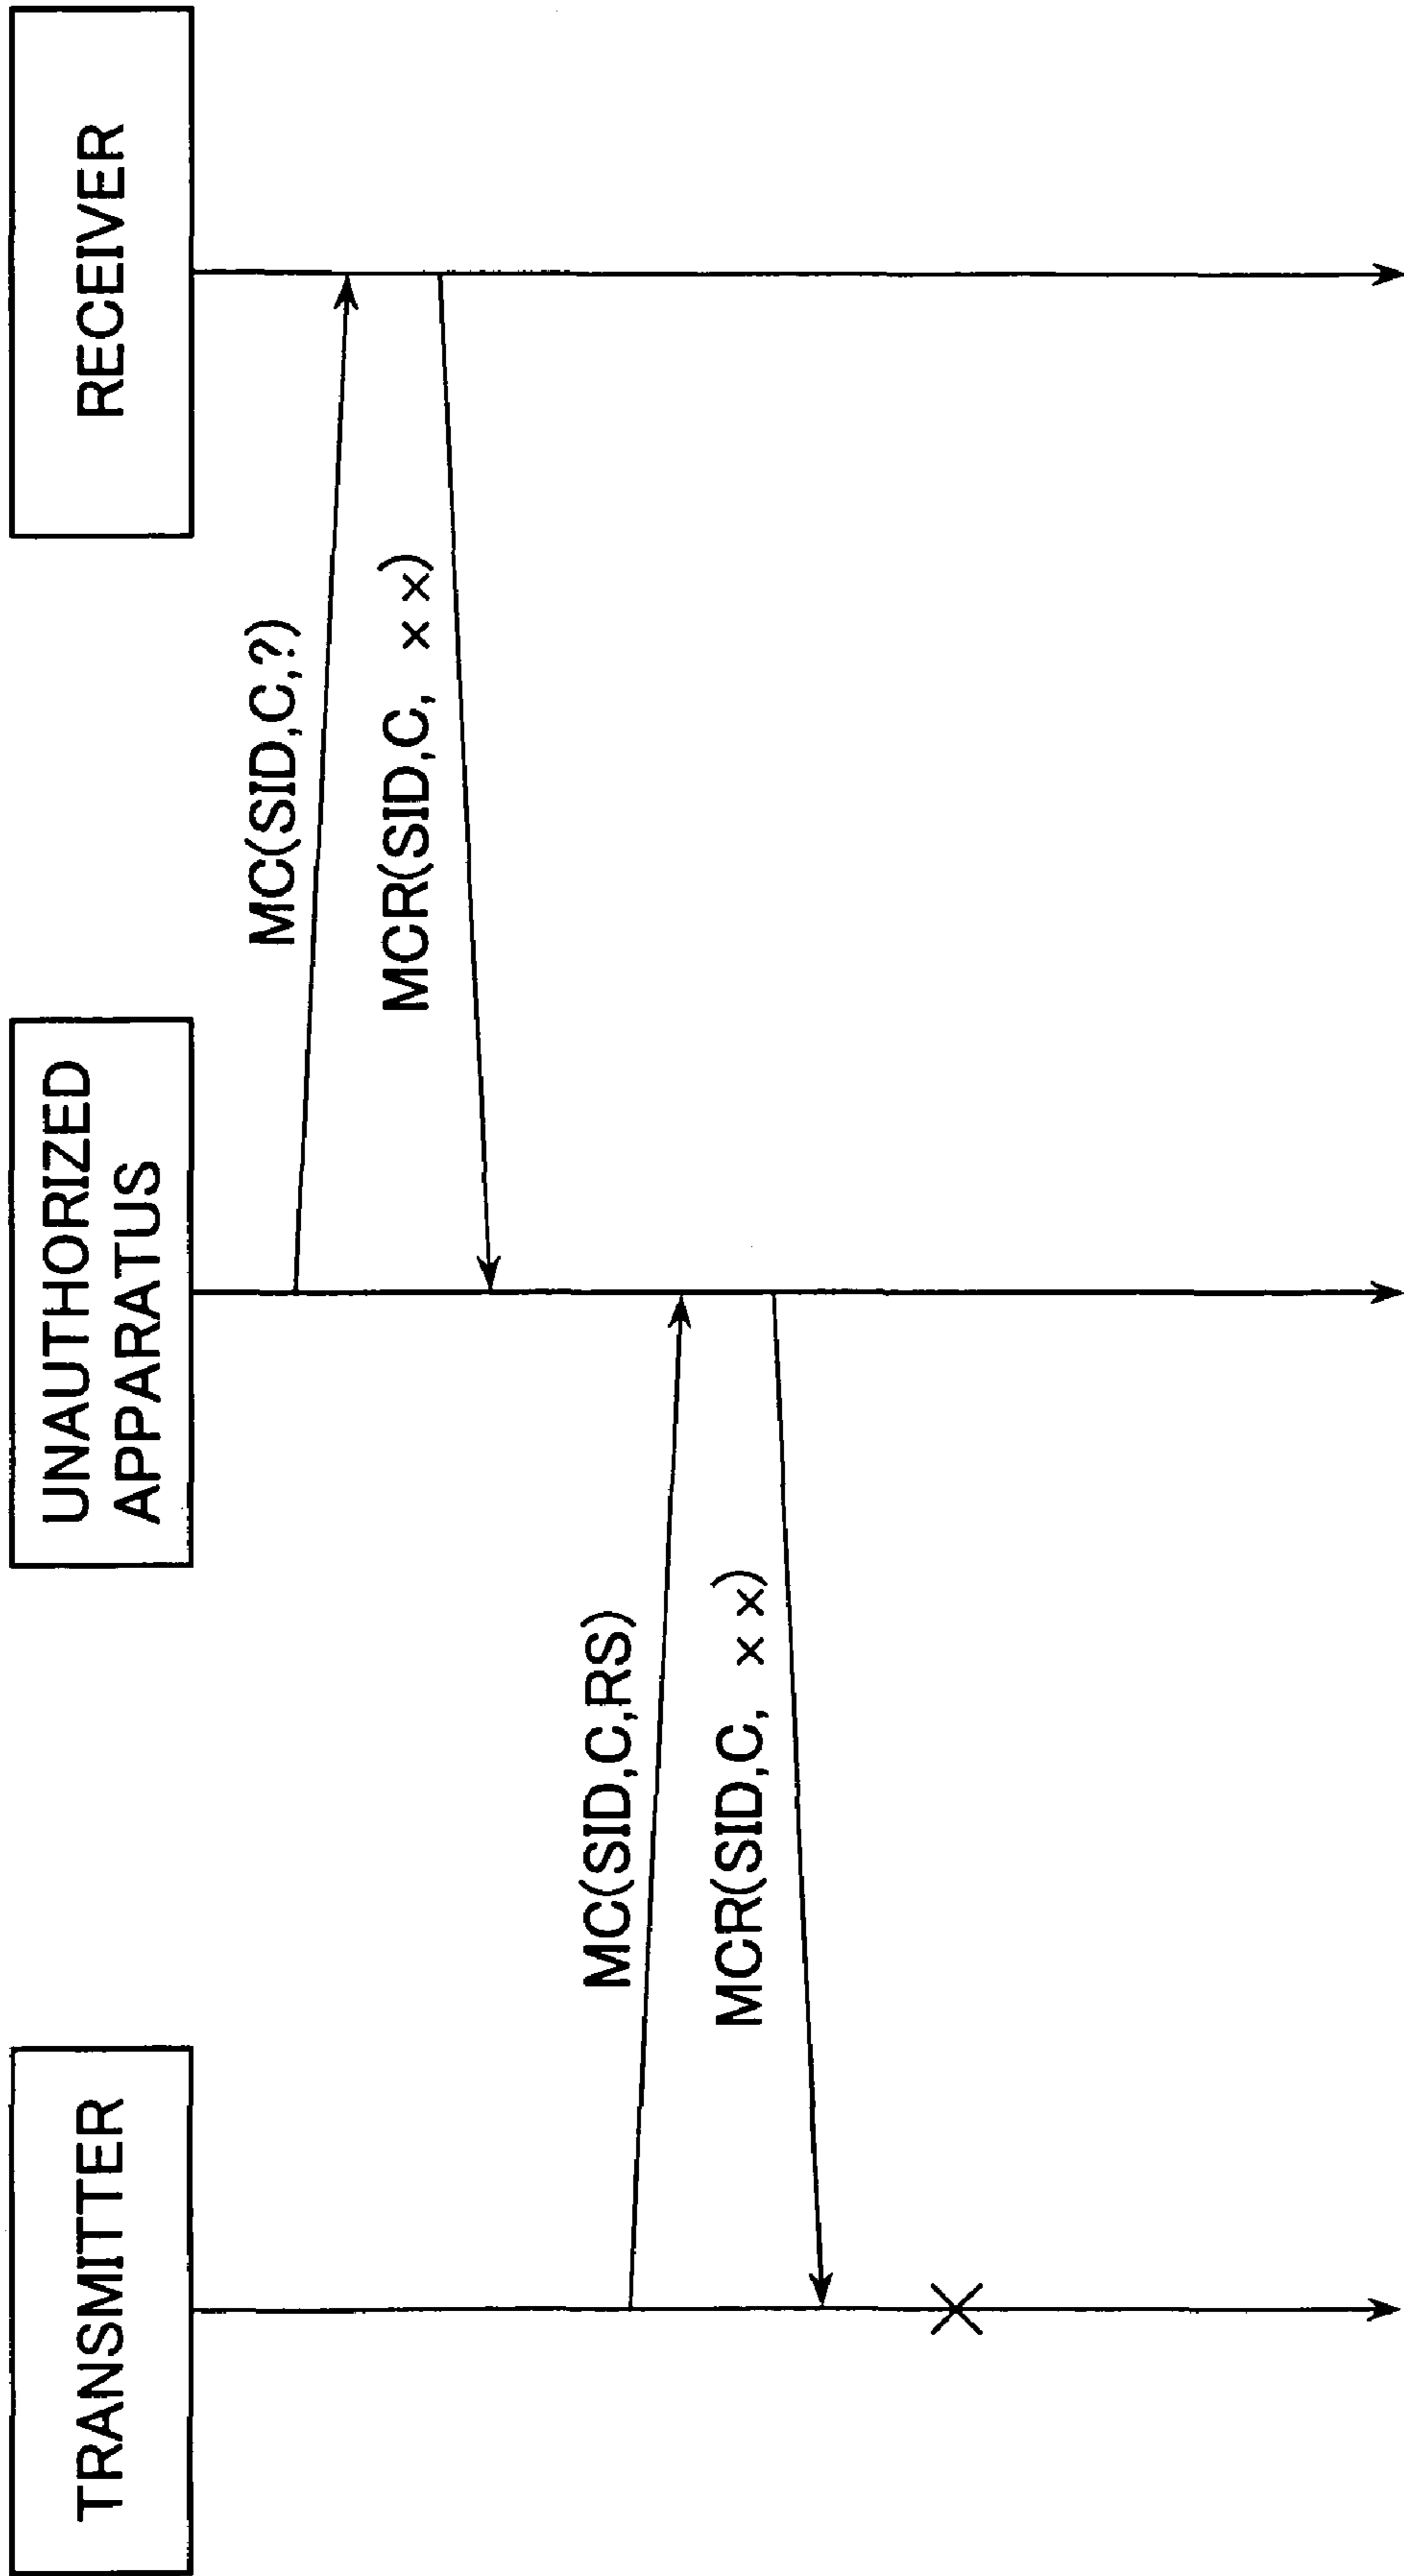 TRANSMITTER
UNAUTHORIZED
APPARATUS
RECEIVER
MC(SID,C,?)
MCR(SID,C, ××)
MC(SID,C,RS)
MCR(SID,C, ××)